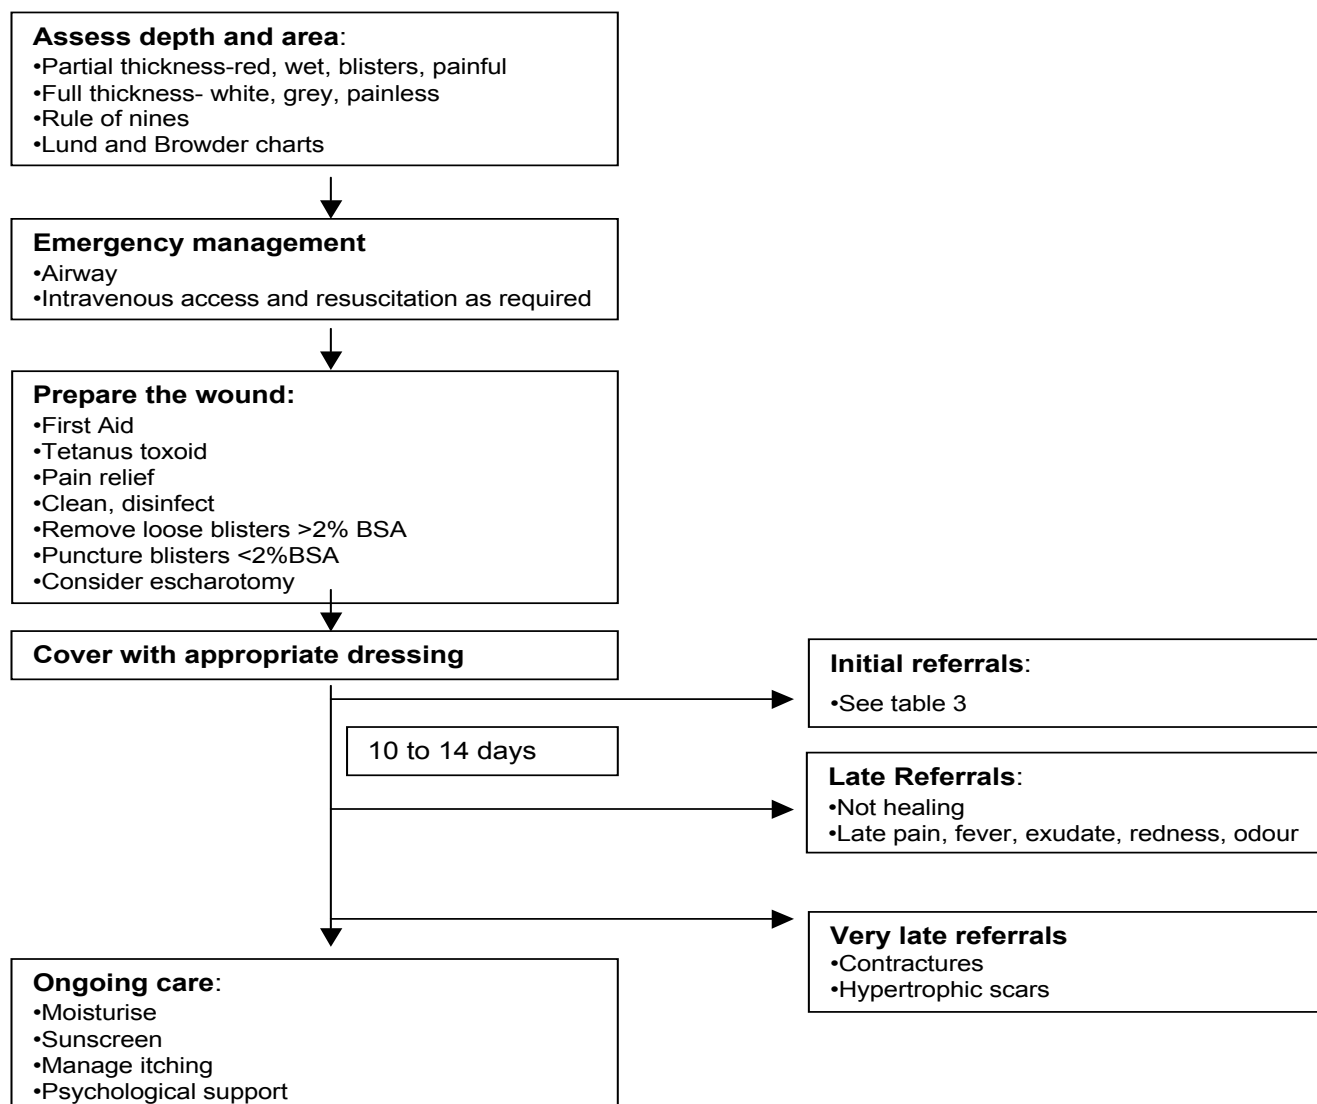 Assess depth and area:
•Partial thickness-red, wet, blisters, painful
•Full thickness- white, grey, painless
•Rule of nines
•Lund and Browder charts
Emergency management
•Airway
•Intravenous access and resuscitation as required
Prepare the wound:
•First Aid
•Tetanus toxoid
•Pain relief
•Clean, disinfect
•Remove loose blisters >2% BSA
•Puncture blisters <2%BSA
•Consider escharotomy
Cover with appropriate dressing
Initial referrals:
•See table 3
10 to 14 days
Late Referrals:
•Not healing
•Late pain, fever, exudate, redness, odour
Very late referrals
•Contractures
•Hypertrophic scars
Ongoing care:
•Moisturise
•Sunscreen
•Manage itching
•Psychological support